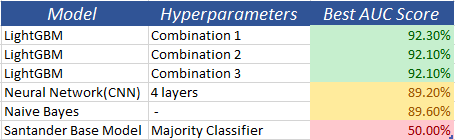 Model Hyperparameters Best AUC Score
LightGBM Combination 1 92.30%
LightGBM Combination 2 92.10%
LightGBM Combination 3 92.10%
Neural Network(CNN) 4 layers 89.20%
Naive Bayes - 89.60%
Santander Base Model Majority Classifier 50.00%